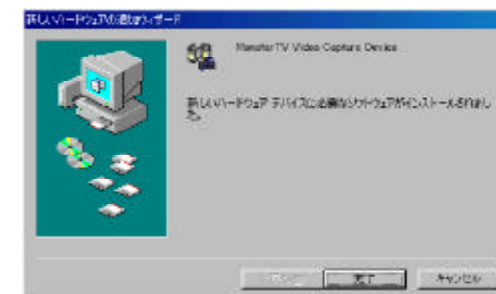 新しいハードウェアの追加ウィザード
MonsterTV Video Capture Device
新しいハードウェア デバイスに必要なソフトウェアがインストールされまし
た。
完了
キャンセル